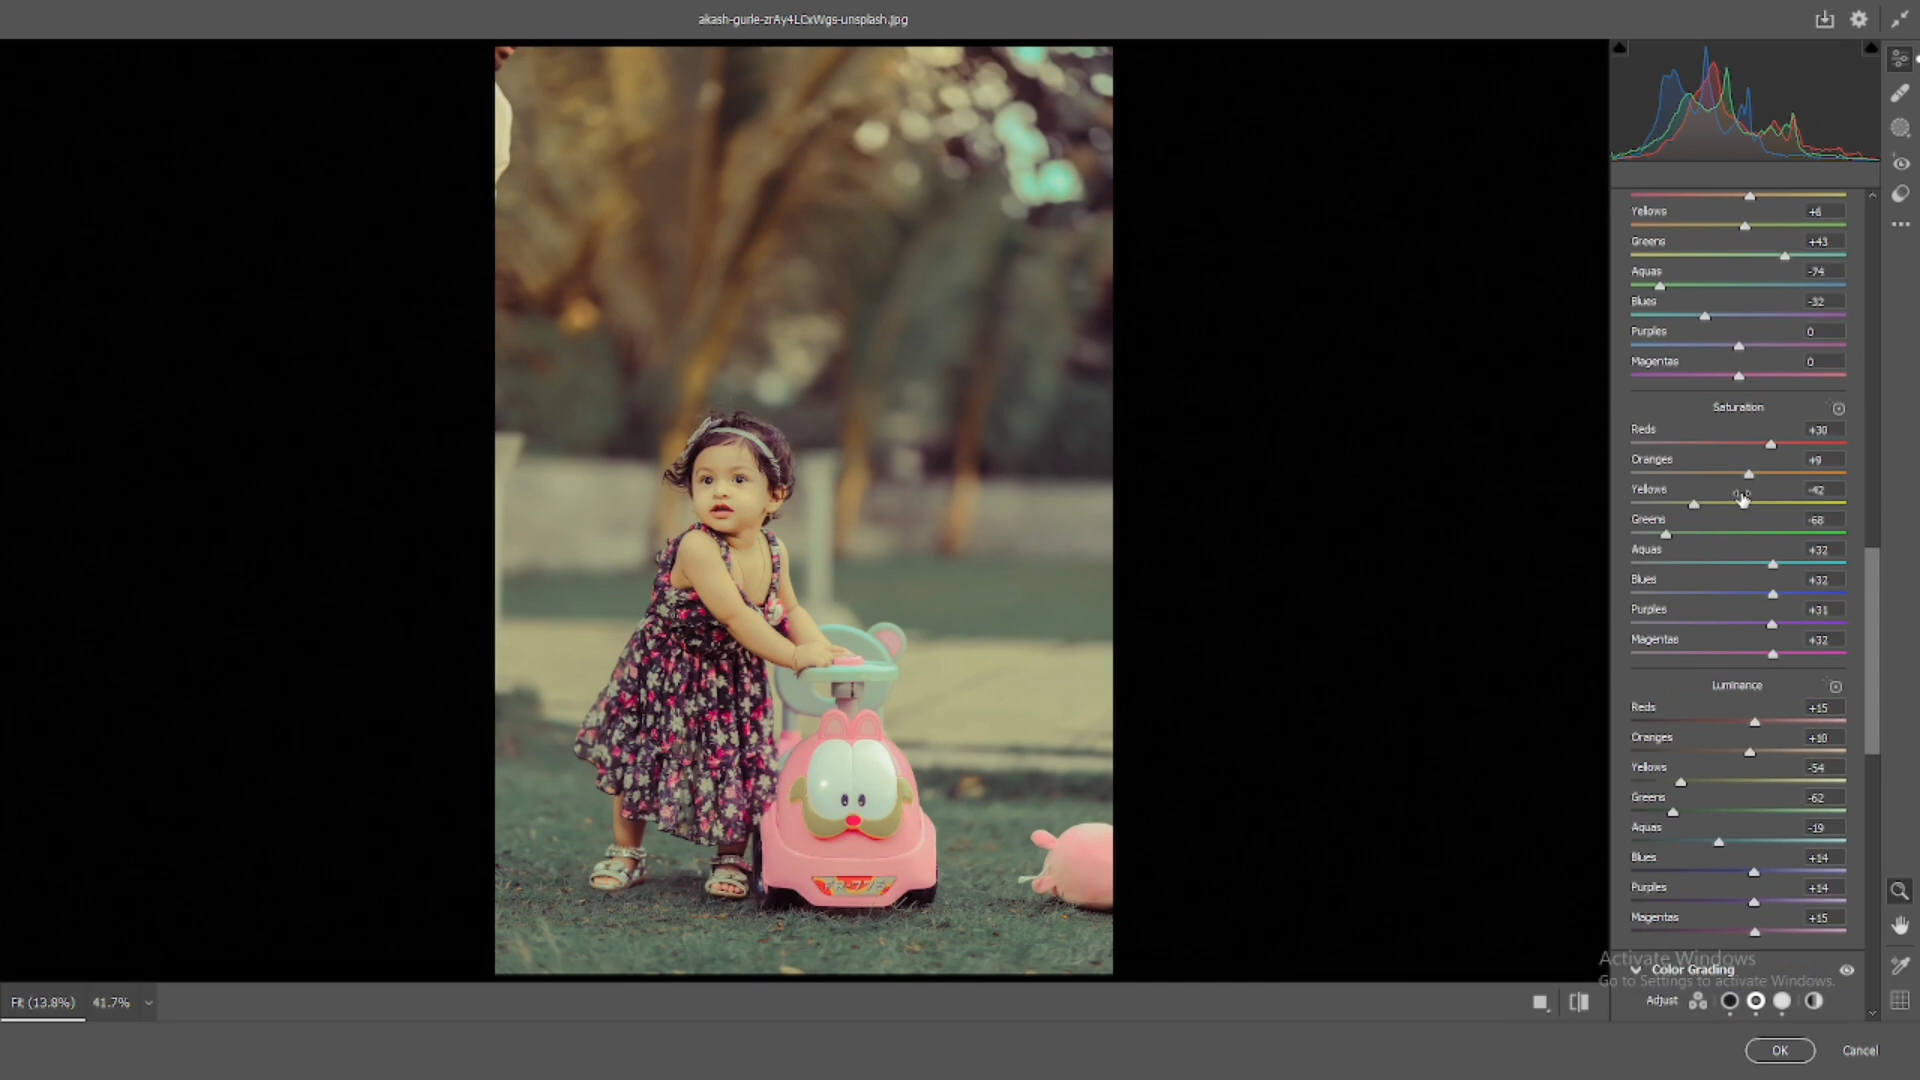 akash-gurle-zrAy4LCxWgs-unsplash.jpg
Yellows +6
Greens +43
Aquas -74
Blues -32
Purples 0
Magentas 0
Saturation
Reds +30
Oranges +9
Yellows -42
Greens -68
Aquas +32
Blues +32
Purples +31
Magentas +32
Luminance
Reds +15
Oranges +10
Yellows -54
Greens -62
Aquas -19
Blues +14
Purples +14
Magentas +15
Activate Windows
Color Grading
Go to Settings to activate Windows.
Adjust
Fit (13.8%) 41.7%
OK Cancel